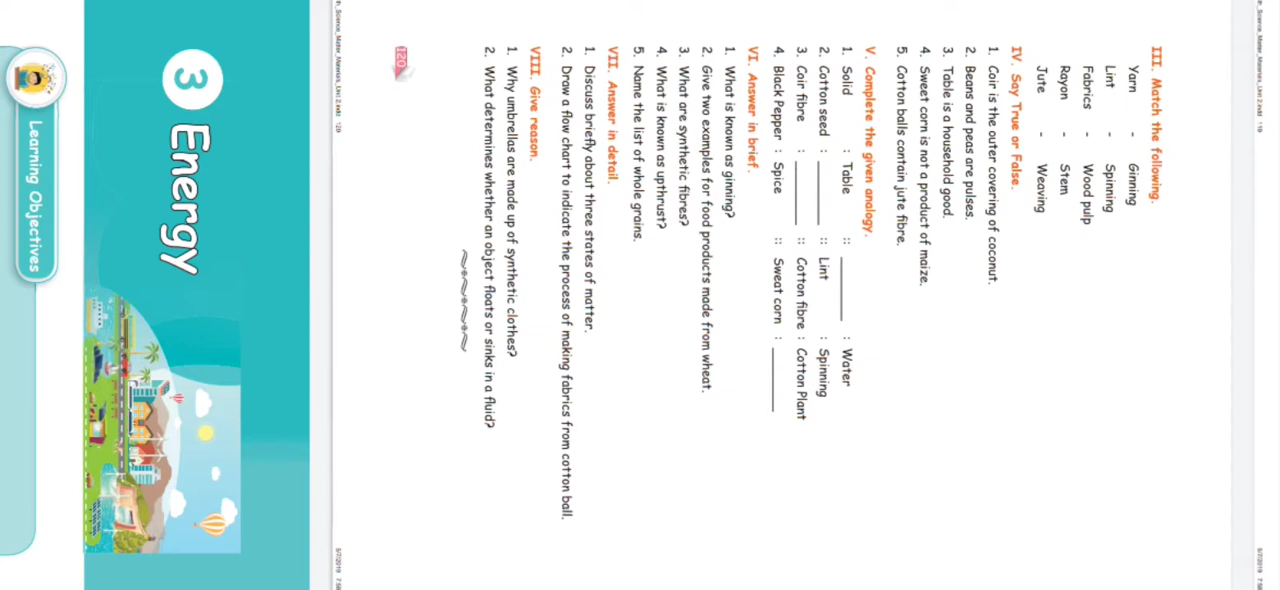 III. Match the following.
Yarn - Ginning
Lint - Spinning
Fabrics - Wood pulp
Rayon - Stem
Jute - Weaving
IV. Say True or False.
1. Coir is the outer covering of coconut.
2. Beans and peas are pulses.
3. Table is a household good.
4. Sweet corn is not a product of maize.
5. Cotton balls contain jute fibre.
V. Complete the given analogy.
1. Solid : Table :: ________ : Water
2. Cotton seed : ________ :: Lint : Spinning
3. Coir fibre : ________ :: Cotton fibre : Cotton Plant
4. Black Pepper : Spice :: Sweat corn : ________
VI. Answer in brief.
1. What is known as ginning?
2. Give two examples for food products made from wheat.
3. What are synthetic fibres?
4. What is known as upthrust?
5. Name the list of whole grains.
VII. Answer in detail.
1. Discuss briefly about three states of matter.
2. Draw a flow chart to indicate the process of making fabrics from cotton ball.
VIII. Give reason.
1. Why umbrellas are made up of synthetic clothes?
2. What determines whether an object floats or sinks in a fluid?
120
3 Energy
Learning Objectives